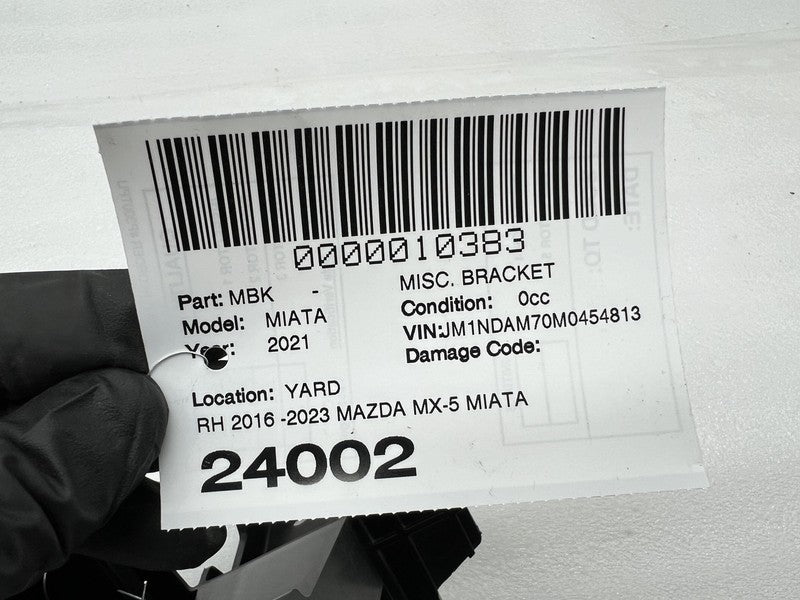 0000010383
Part: MBK - MISC. BRACKET
Model: MIATA Condition: 0cc
Year: 2021 VIN:JM1NDAM70M0454813
Damage Code:
Location: YARD
RH 2016 -2023 MAZDA MX-5 MIATA
24002